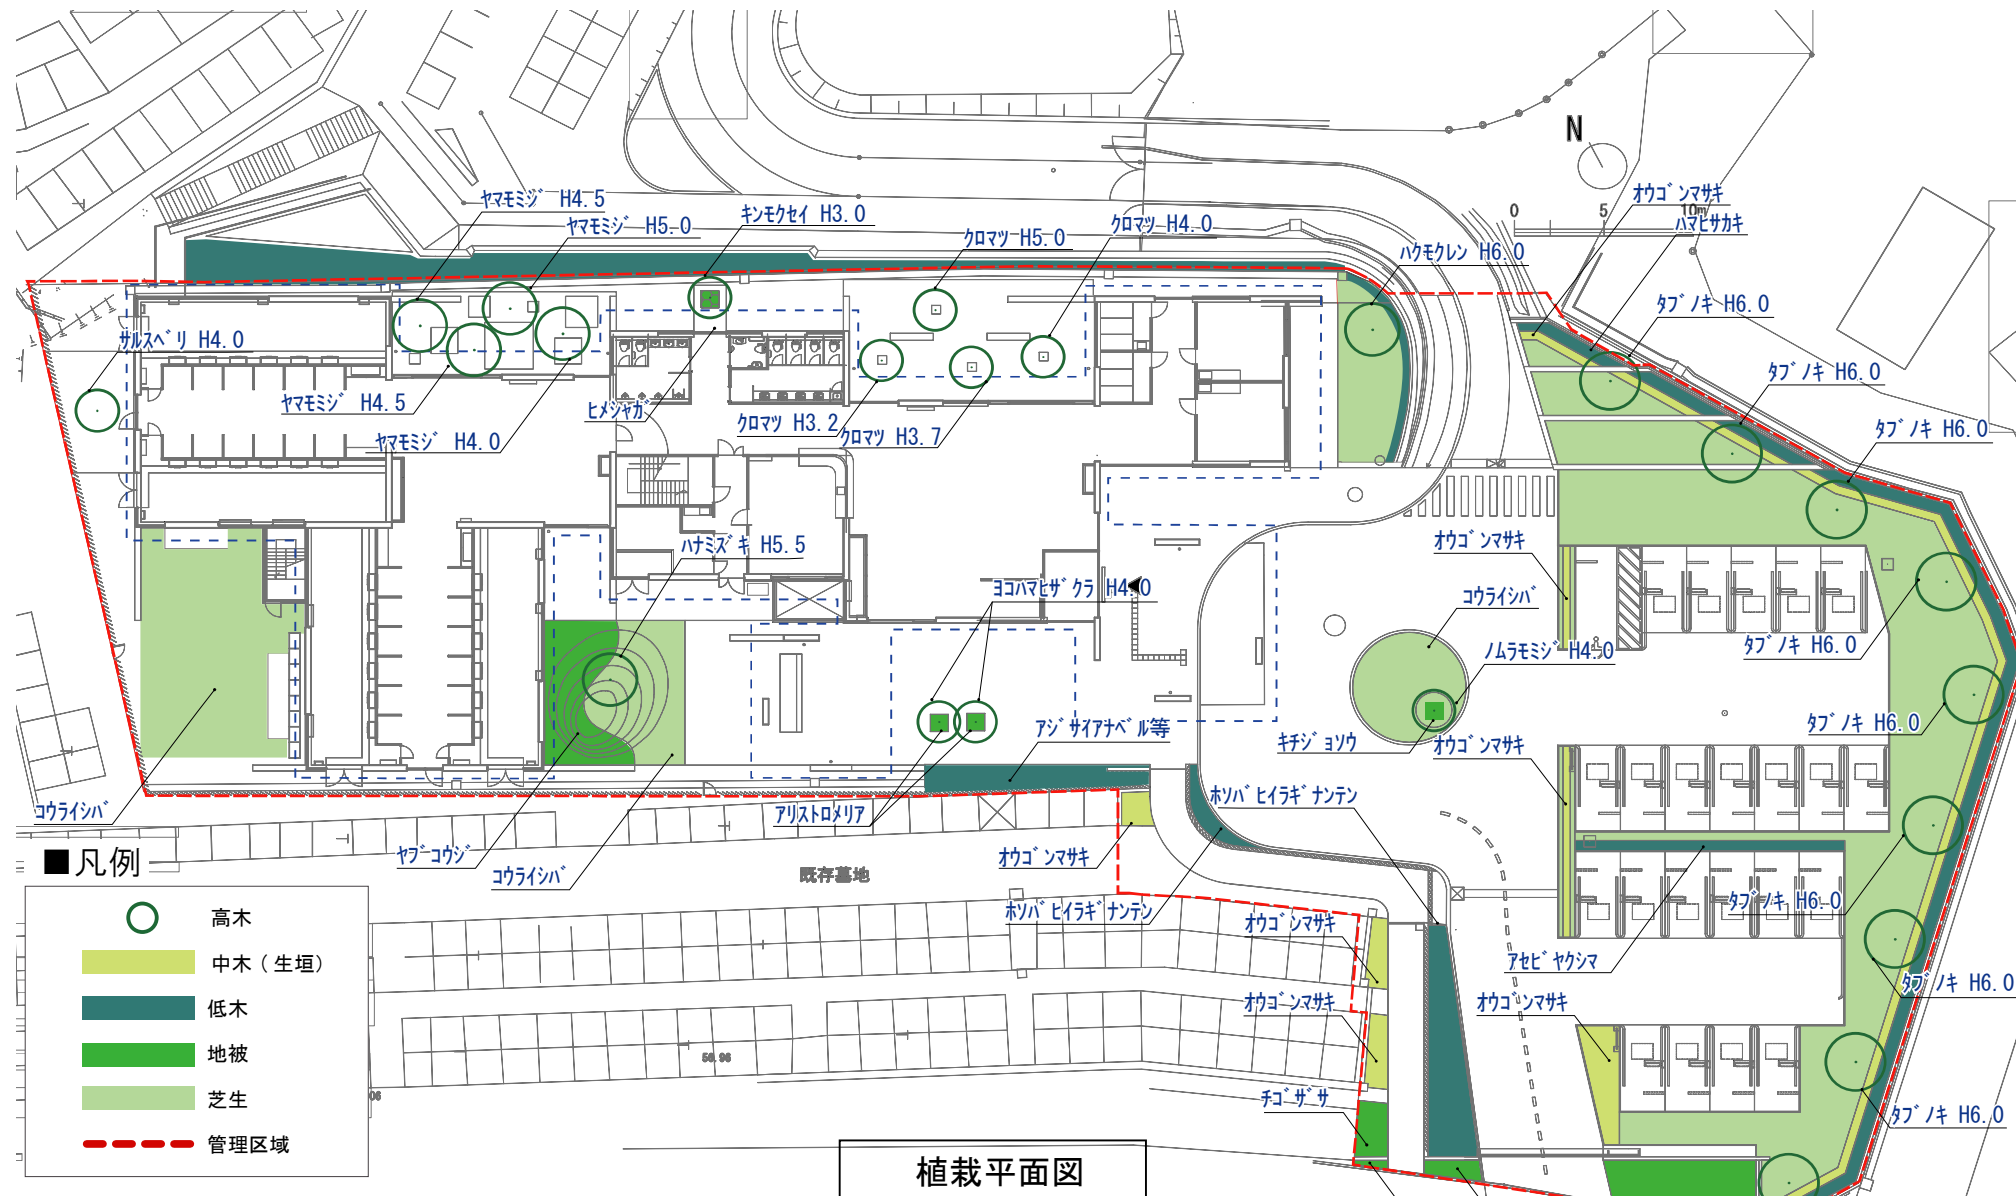 N
0 5 10m
オウゴンマサキ
ハマヒサカキ
ヤマモミジ H4.5
ヤマモミジ H5.0
キンモクセイ H3.0
クロマツ H5.0
クロマツ H4.0
ハクモクレン H6.0
タブノキ H6.0
サルスベリ H4.0
タブノキ H6.0
ヤマモミジ H4.5
ヒメシャガ
クロマツ H3.2
クロマツ H3.7
ヤマモミジ H4.0
タブノキ H6.0
ハナミズキ H5.5
オウゴンマサキ
ヨコハマヒザクラ H4.0
コウライシバ
ノムラモミジ H4.0
タブノキ H6.0
アジサイアナベル等
キチジョソウ
オウゴンマサキ
タブノキ H6.0
コウライシバ
アリストロメリア
ホソバヒイラギナンテン
ヤブコウジ
コウライシバ
オウゴンマサキ
既存墓地
ホソバヒイラギナンテン
オウゴンマサキ
タブノキ H6.0
アセビヤクシマ
タブノキ H6.0
オウゴンマサキ
オウゴンマサキ
チゴザサ
タブノキ H6.0
56.96
06
■凡例
高木
中木(生垣)
低木
地被
芝生
管理区域
植栽平面図